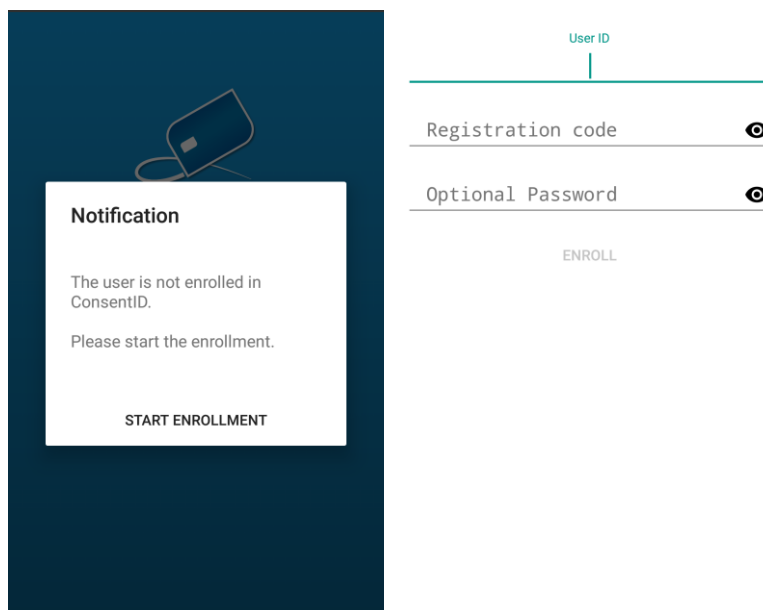 Notification
The user is not enrolled in
ConsentID.
Please start the enrollment.
START ENROLLMENT
User ID
Registration code
Optional Password
ENROLL